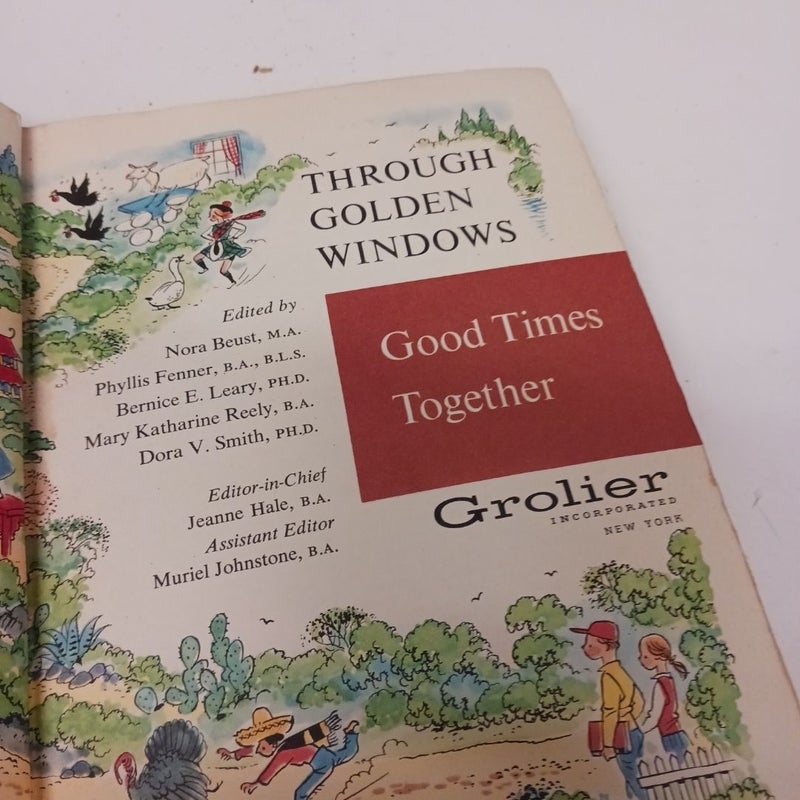 THROUGH
GOLDEN
WINDOWS
Edited by
Nora Beust, M.A.
Phyllis Fenner, B.A., B.L.S.
Bernice E. Leary, PH.D.
Mary Katharine Reely, B.A.
Dora V. Smith, PH.D.
Editor-in-Chief
Jeanne Hale, B.A.
Assistant Editor
Muriel Johnstone, B.A.
Good Times
Together
Grolier
INCORPORATED
NEW YORK